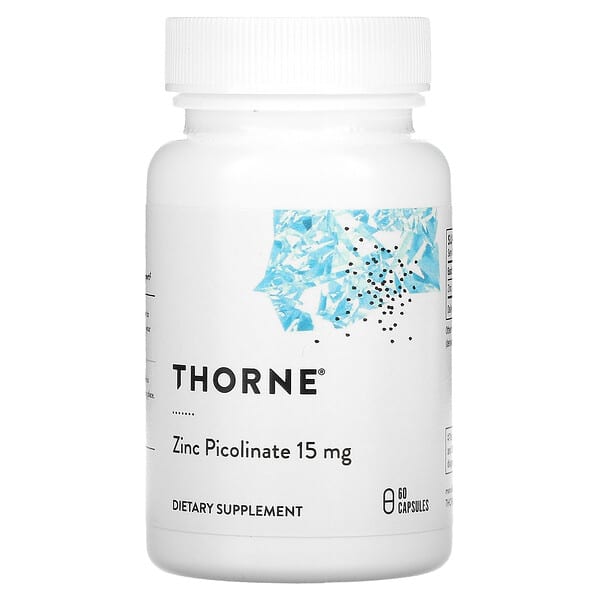 THORNE®
Zinc Picolinate 15 mg
DIETARY SUPPLEMENT
60
CAPSULES